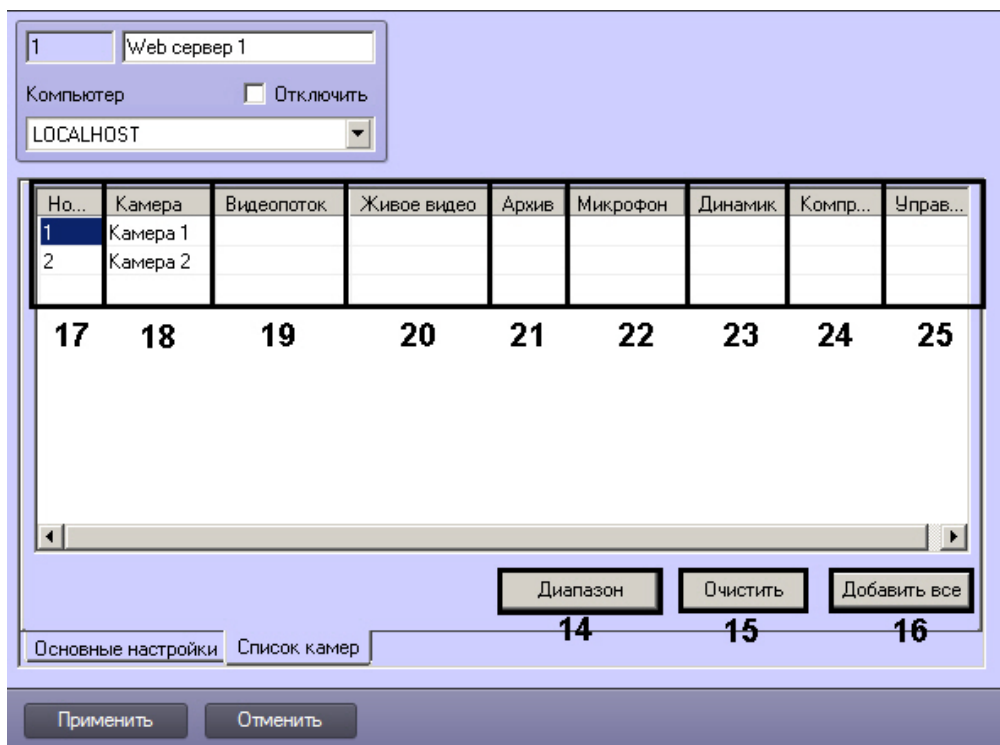 1 Web сервер 1
Компьютер Отключить
LOCALHOST
Но... Камера Видеопоток Живое видео Архив Микрофон Динамик Компр... Управ...
1 Камера 1
2 Камера 2
17 18 19 20 21 22 23 24 25
Диапазон Очистить Добавить все
14 15 16
Основные настройки Список камер
Применить Отменить